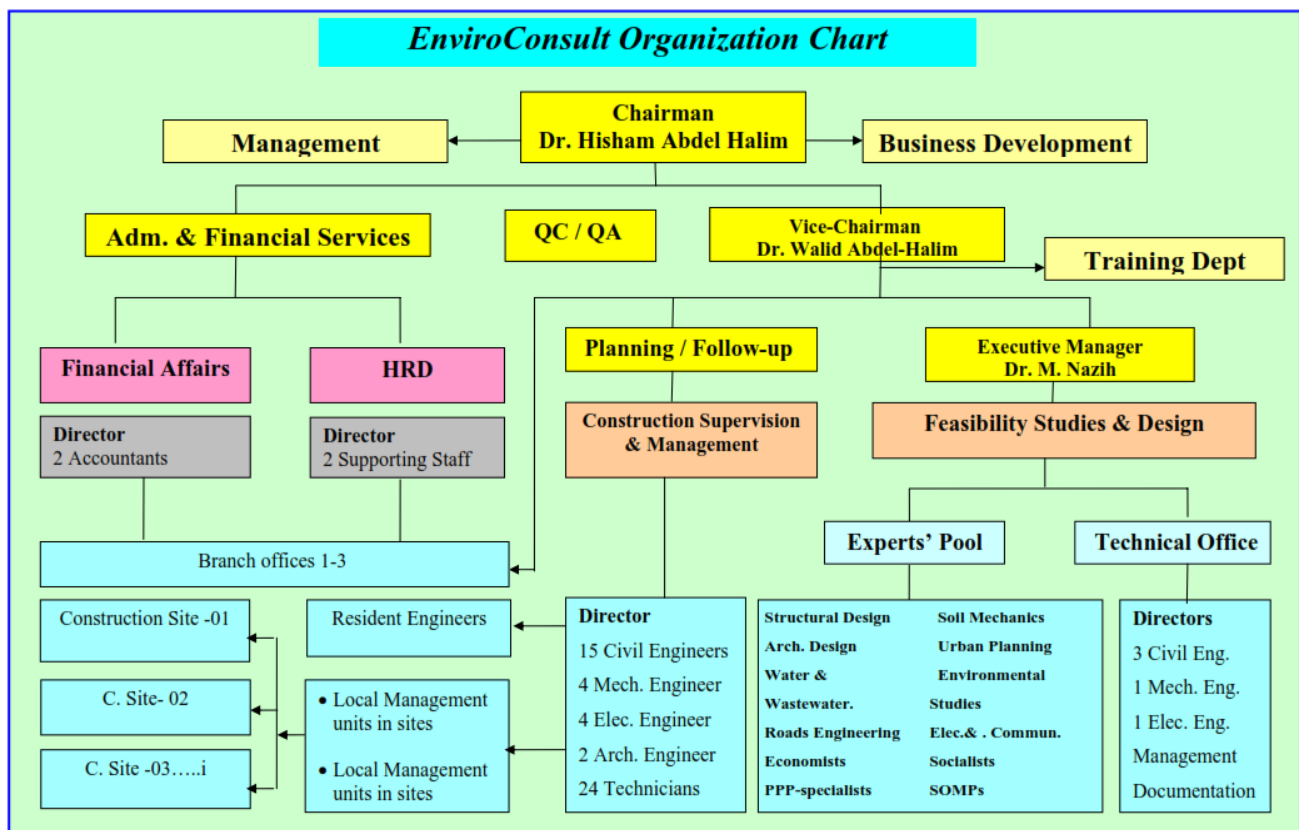 EnviroConsult Organization Chart
Chairman
Dr. Hisham Abdel Halim
Management
Business Development
Adm. & Financial Services
QC / QA
Vice-Chairman
Dr. Walid Abdel-Halim
Training Dept
Financial Affairs
HRD
Planning / Follow-up
Executive Manager
Dr. M. Nazih
Director
2 Accountants
Director
2 Supporting Staff
Construction Supervision
& Management
Feasibility Studies & Design
Experts’ Pool
Technical Office
Branch offices 1-3
Construction Site -01
C. Site- 02
C. Site -03…..i
Resident Engineers
• Local Management
units in sites
• Local Management
units in sites
Director
15 Civil Engineers
4 Mech. Engineer
4 Elec. Engineer
2 Arch. Engineer
24 Technicians
Structural Design Soil Mechanics
Arch. Design Urban Planning
Water & Environmental
Wastewater. Studies
Roads Engineering Elec.& . Commun.
Economists Socialists
PPP-specialists SOMPs
Directors
3 Civil Eng.
1 Mech. Eng.
1 Elec. Eng.
Management
Documentation